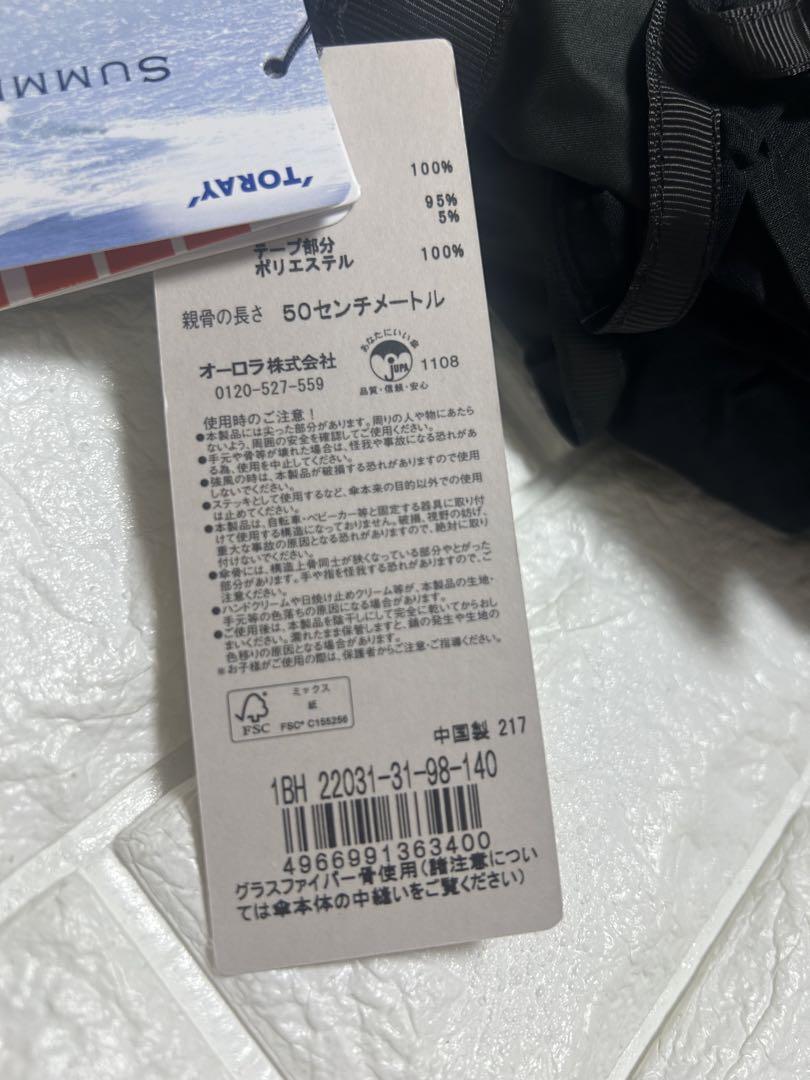 SUMM
'TORAY'
100%
95%
5%
テープ部分
ポリエステル 100%
親骨の長さ 50センチメートル
オーロラ株式会社
0120-527-559
あなたにいい傘
JUPA
1108
品質・信頼・安心
使用時のご注意!
●本製品には尖った部分があります。周りの人や物にあたら
ないよう、周囲の安全を確認してご使用ください。
●手元や骨等が壊れた場合は、怪我や事故になる恐れがあ
る為、使用を中止してください。
●強風の時は、本製品が破損する恐れがありますので使用
しないでください。
●ステッキとして使用するなど、傘本来の目的以外での使用
は止めてください。
●本製品は、自転車・ベビーカー等と固定する器具に取り付
けて使用する構造になっておりません。破損、視野の妨げ、
重大な事故の原因となる恐れがありますので、絶対に取り
付けないでください。
●傘骨には、構造上骨同士が狭くなっている部分やとがった
部分があります。手や指を怪我する恐れがありますので、ご
注意ください。
●ハンドクリームや日焼け止めクリーム等が、本製品の生地・
手元等の色落ちの原因になる場合があります。
●ご使用後は、本製品を陰干しにして完全に乾いてからおし
まいください。濡れたまま保管しますと、錆の発生や生地の
色移りの原因となる場合があります。
※お子様がご使用の際は、保護者からご注意・ご指導ください。
FSC
ミックス
紙
FSC® C155256
中国製 217
1BH 22031-31-98-140
4966991363400
グラスファイバー骨使用(諸注意につい
ては傘本体の中縫いをご覧ください)